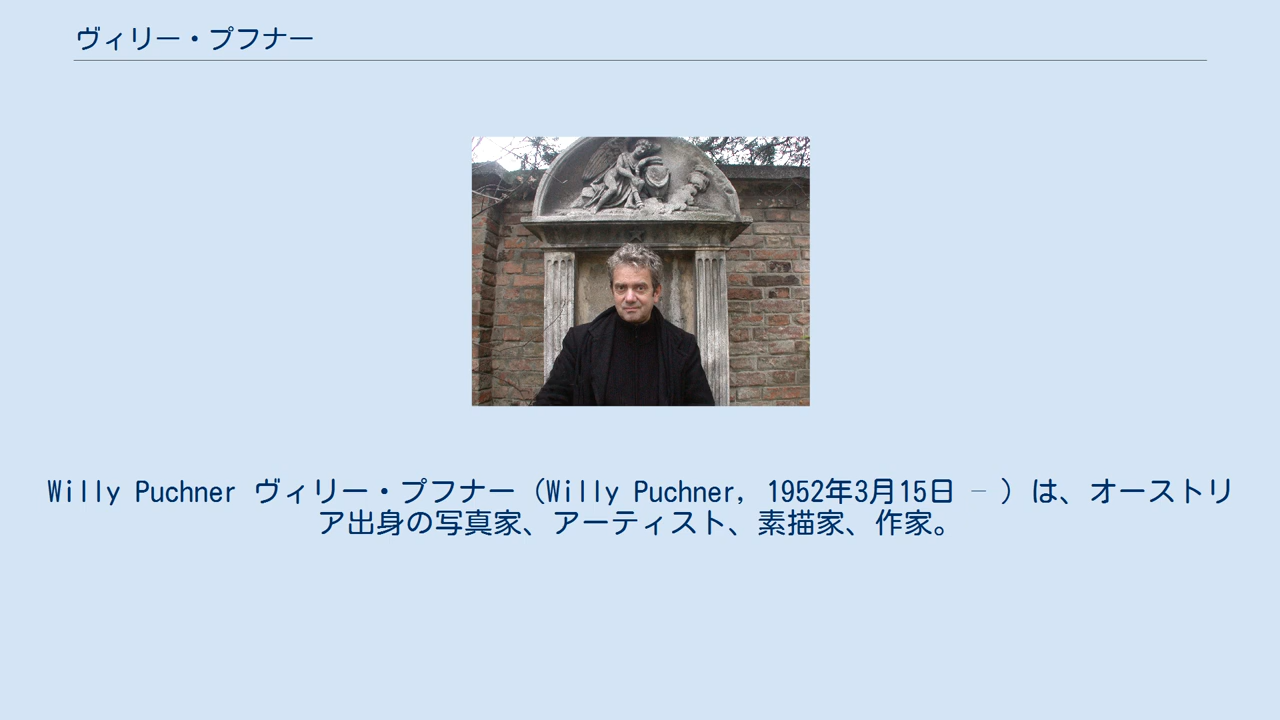 ヴィリー・プフナー
Willy Puchner ヴィリー・プフナー（Willy Puchner, 1952年3月15日 – ）は、オーストリ
ア出身の写真家、アーティスト、素描家、作家。